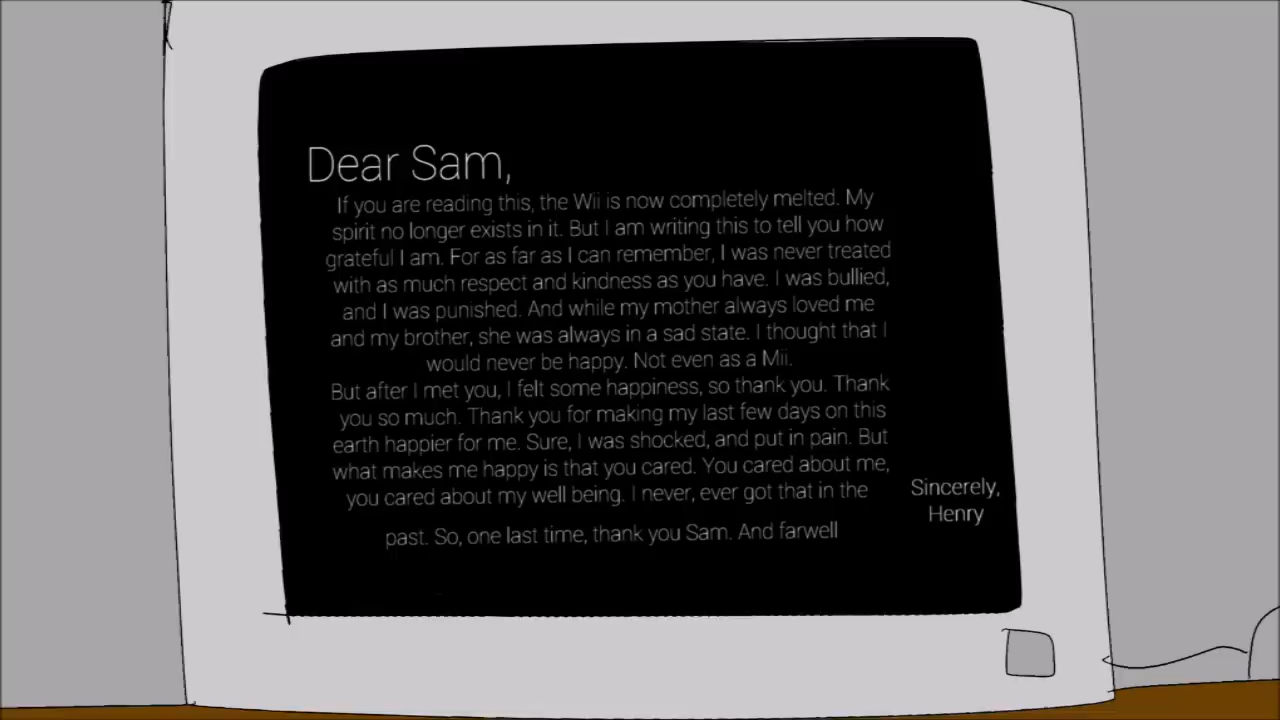 Dear Sam,
If you are reading this, the Wii is now completely melted. My
spirit no longer exists in it. But I am writing this to tell you how
grateful I am. For as far as I can remember, I was never treated
with as much respect and kindness as you have. I was bullied,
and I was punished. And while my mother always loved me
and my brother, she was always in a sad state. I thought that I
would never be happy. Not even as a Mii.
But after I met you, I felt some happiness, so thank you. Thank
you so much. Thank you for making my last few days on this
earth happier for me. Sure, I was shocked, and put in pain. But
what makes me happy is that you cared. You cared about me,
you cared about my well being. I never, ever got that in the
past. So, one last time, thank you Sam. And farwell
Sincerely,
Henry